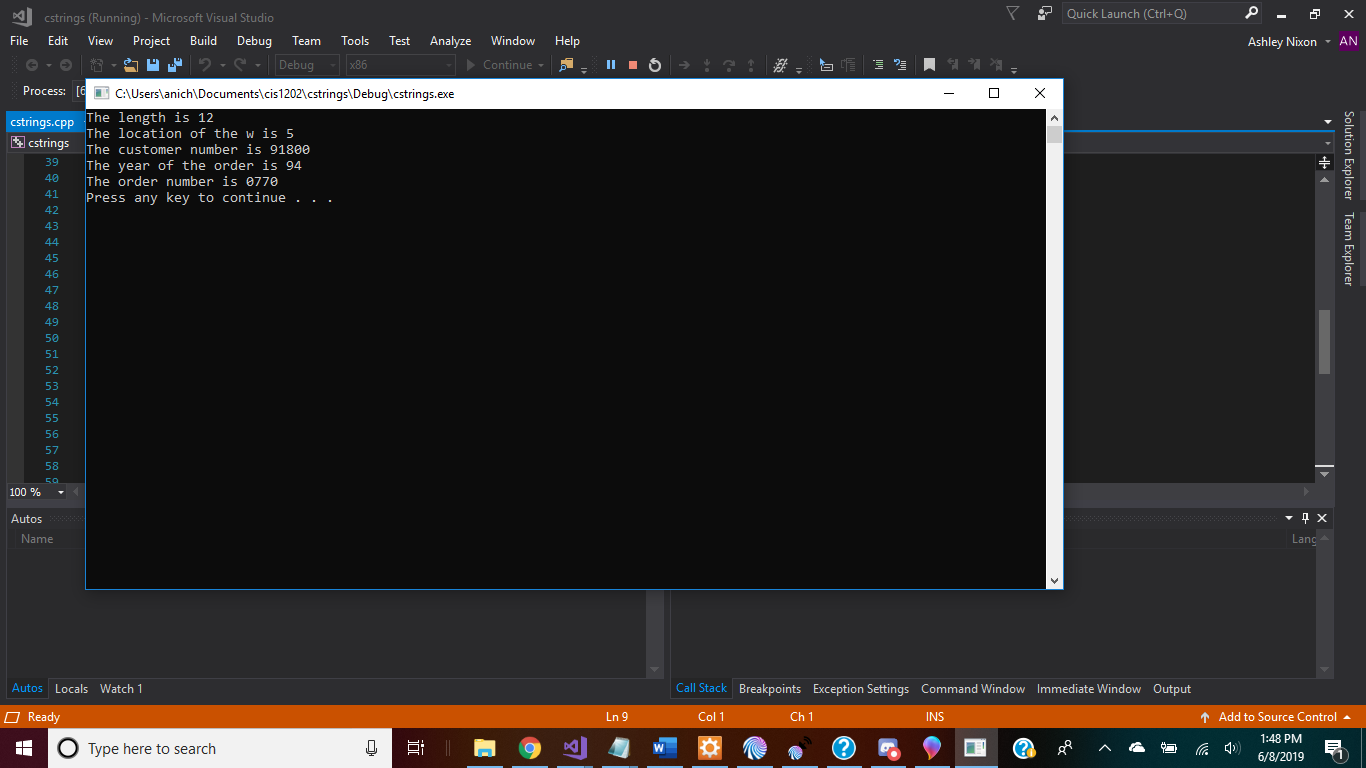 cstrings (Running) - Microsoft Visual Studio
Quick Launch (Ctrl+Q)
File Edit View Project Build Debug Team Tools Test Analyze Window Help
Ashley Nixon AN
Debug x86 Continue
Process: [6
C:\Users\anich\Documents\cis1202\cstrings\Debug\cstrings.exe
The length is 12
The location of the w is 5
The customer number is 91800
The year of the order is 94
The order number is 0770
Press any key to continue . . .
cstrings.cpp
cstrings
39
40
41
42
43
44
45
46
47
48
49
50
51
52
53
54
55
56
57
58
59
Solution Explorer
Team Explorer
100 %
Autos
Name
Lang
Autos Locals Watch 1
Call Stack Breakpoints Exception Settings Command Window Immediate Window Output
Ready Ln 9 Col 1 Ch 1 INS Add to Source Control
Type here to search
1:48 PM
6/8/2019
1